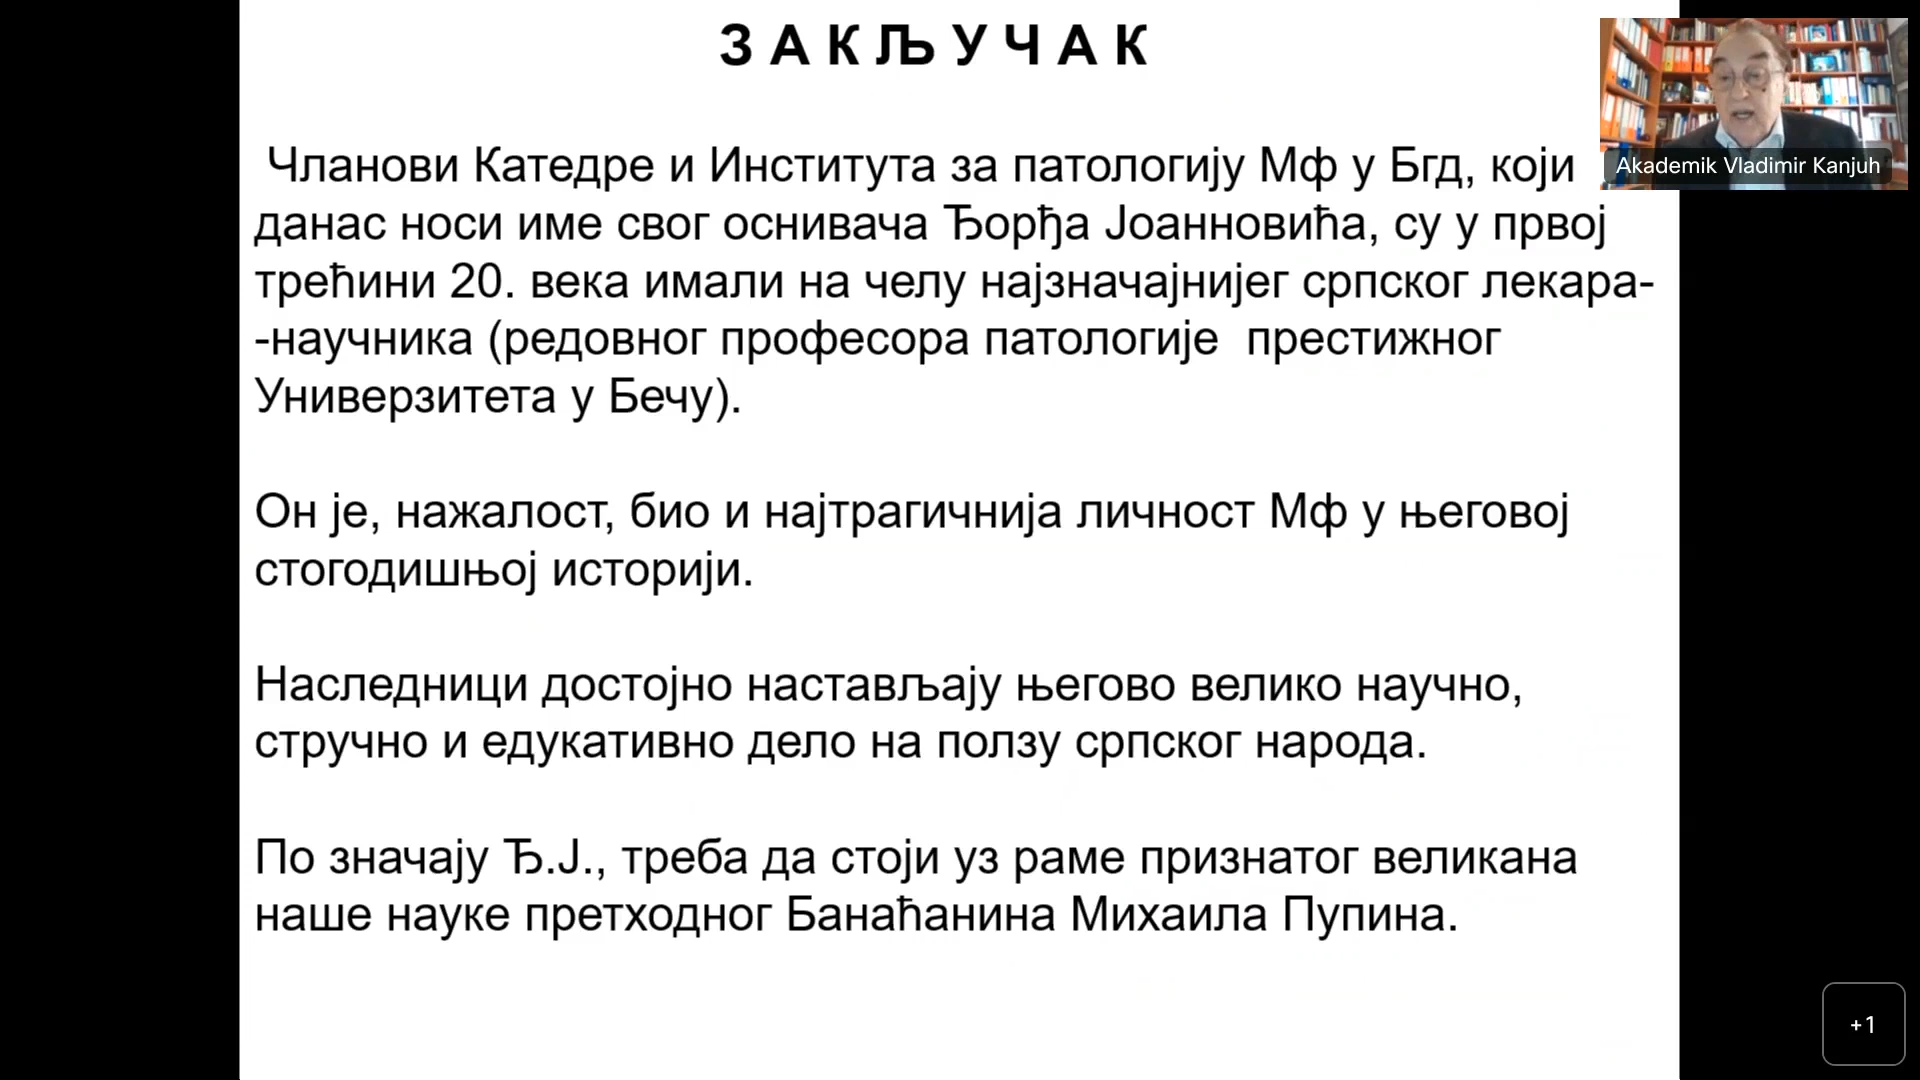 З А К Љ У Ч А К
Akademik Vladimir Kanjuh
Чланови Катедре и Института за патологију Мф у Бгд, који
данас носи име свог оснивача Ђорђа Јоанновића, су у првој
трећини 20. века имали на челу најзначајнијег српског лекара-
-научника (редовног професора патологије  престижног
Универзитета у Бечу).
Он је, нажалост, био и најтрагичнија личност Мф у његовој
стогодишњој историји.
Наследници достојно настављају његово велико научно,
стручно и едукативно дело на ползу српског народа.
По значају Ђ.Ј., треба да стоји уз раме признатог великана
наше науке претходног Банаћанина Михаила Пупина.
+1